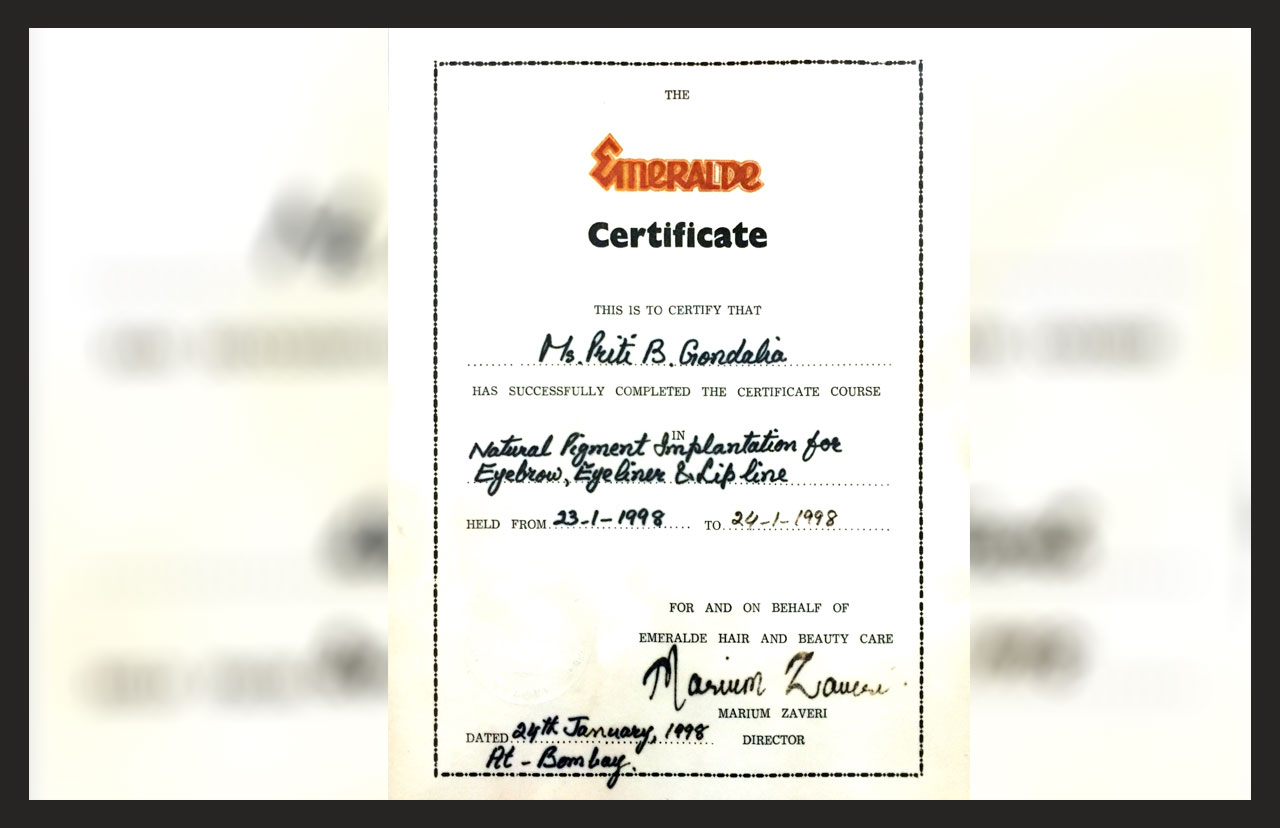 THE
EMERALDE
Certificate
THIS IS TO CERTIFY THAT
Ms. Priti B. Gondalia
HAS SUCCESSFULLY COMPLETED THE CERTIFICATE COURSE
IN
Natural Pigment Implantation for
Eyebrow, Eyeliner & Lip line
HELD FROM 23-1-1998 TO 24-1-1998
FOR AND ON BEHALF OF
EMERALDE HAIR AND BEAUTY CARE
Marium Zaveri
MARIUM ZAVERI
DATED 24th January, 1998 DIRECTOR
At - Bombay.